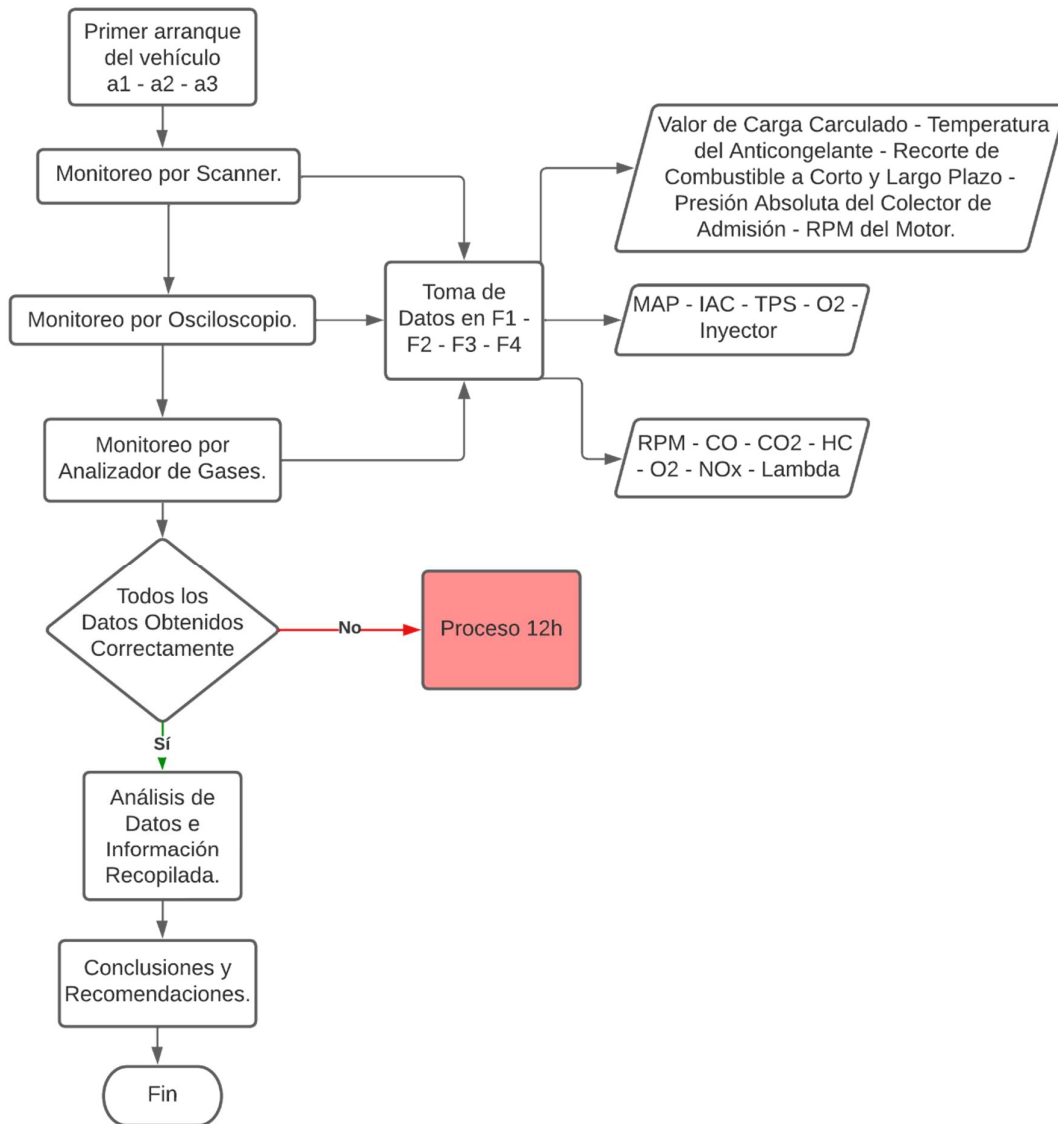 Primer arranque
del vehículo
a1 - a2 - a3
Monitoreo por Scanner.
Valor de Carga Carculado - Temperatura
del Anticongelante - Recorte de
Combustible a Corto y Largo Plazo -
Presión Absoluta del Colector de
Admisión - RPM del Motor.
Monitoreo por Osciloscopio.
Toma de
Datos en F1 -
F2 - F3 - F4
MAP - IAC - TPS - O2 -
Inyector
Monitoreo por
Analizador de Gases.
RPM - CO - CO2 - HC
- O2 - NOx - Lambda
Todos los
Datos Obtenidos
Correctamente
No
Proceso 12h
Sí
Análisis de
Datos e
Información
Recopilada.
Conclusiones y
Recomendaciones.
Fin